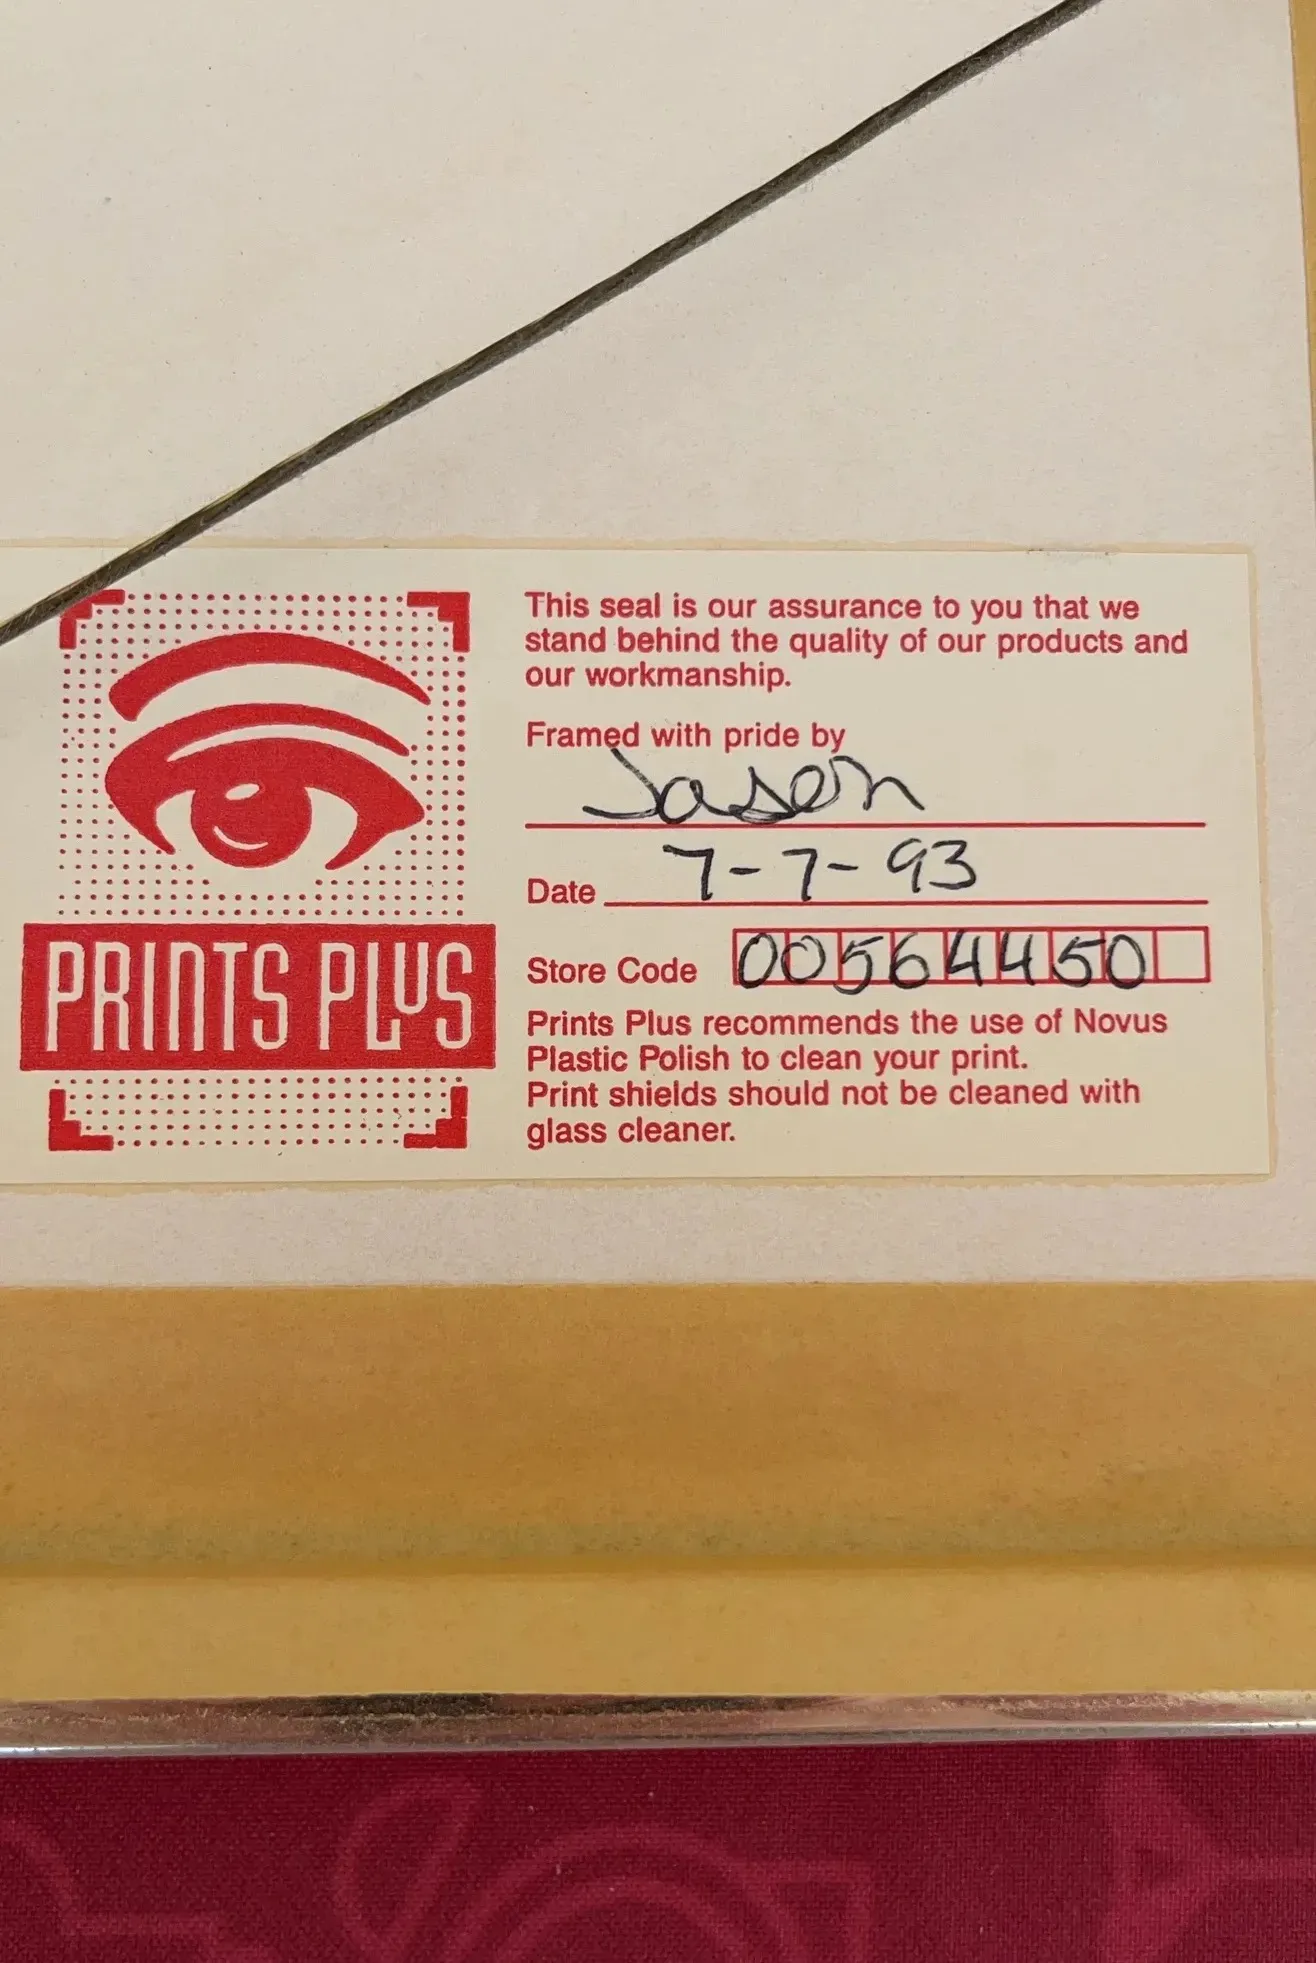 PRINTS PLUS
This seal is our assurance to you that we
stand behind the quality of our products and
our workmanship.
Framed with pride by
Jason
Date 7-7-93
Store Code 00564450
Prints Plus recommends the use of Novus
Plastic Polish to clean your print.
Print shields should not be cleaned with
glass cleaner.